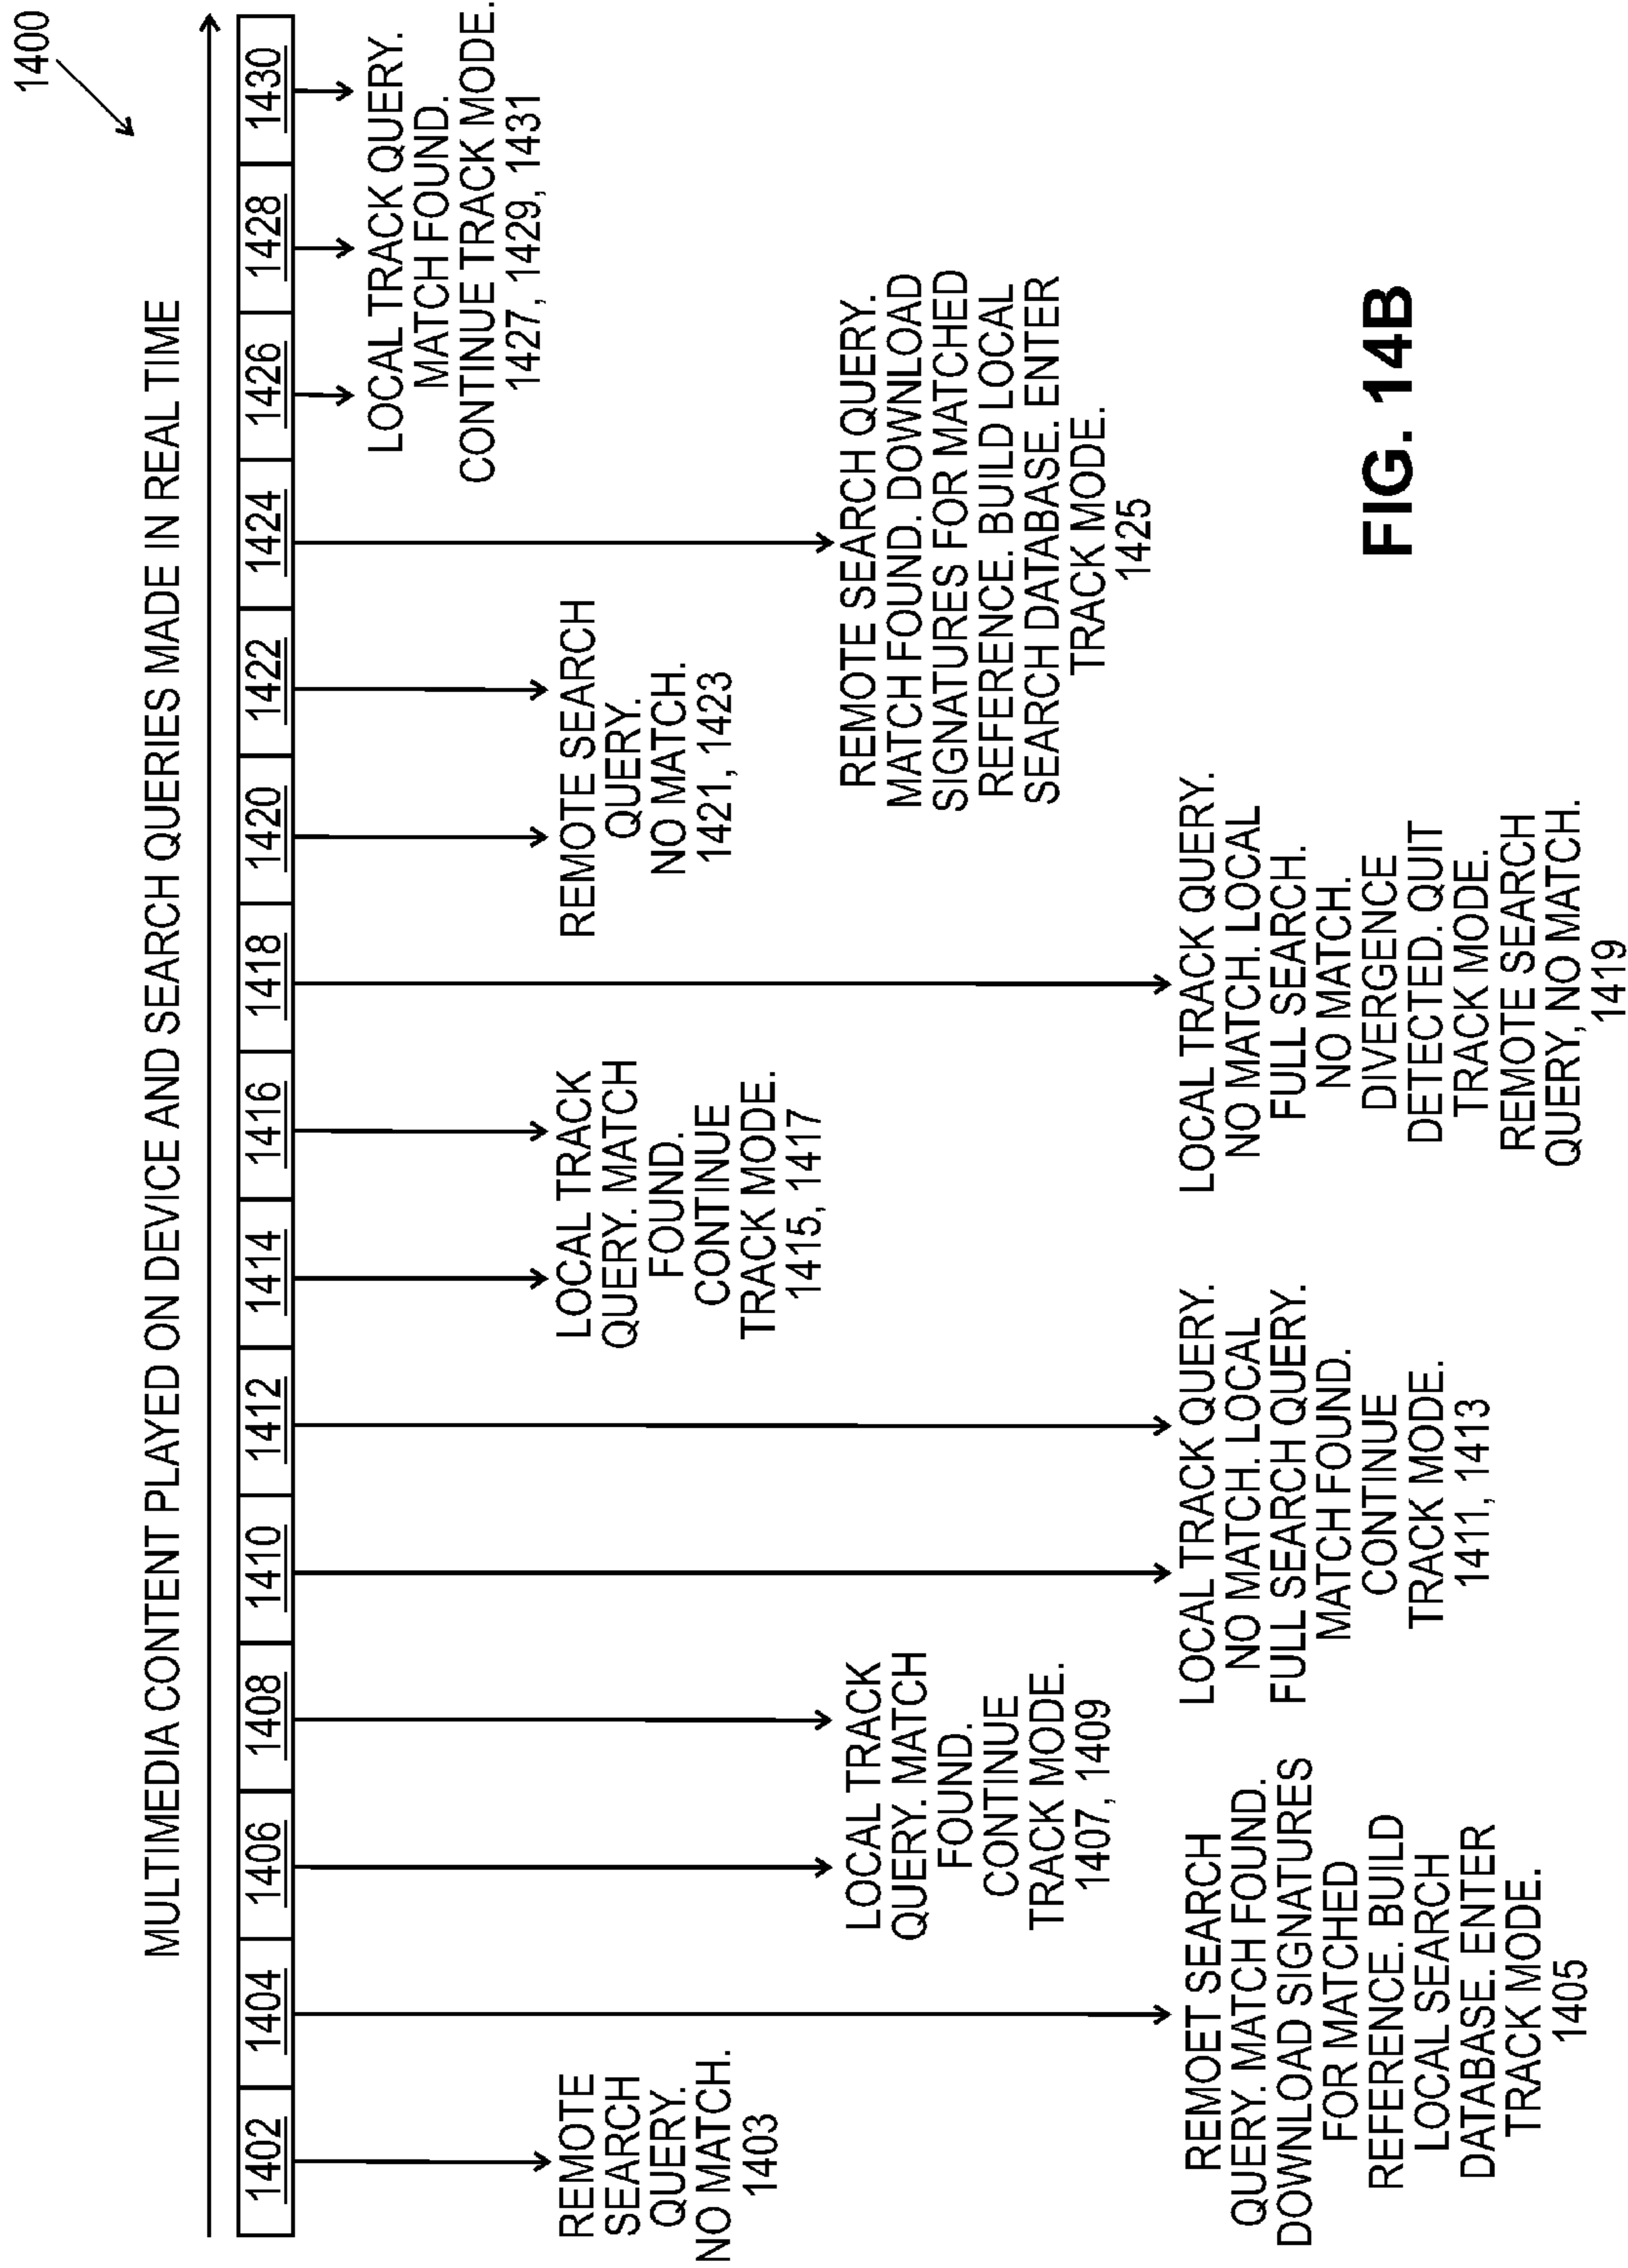 1400
MULTIMEDIA CONTENT PLAYED ON DEVICE AND SEARCH QUERIES MADE IN REAL TIME
1402 1404 1406 1408 1410 1412 1414 1416 1418 1420 1422 1424 1426 1428 1430
REMOTE
SEARCH
QUERY.
NO MATCH.
1403
REMOET SEARCH
QUERY. MATCH FOUND.
DOWNLOAD SIGNATURES
FOR MATCHED
REFERENCE. BUILD
LOCAL SEARCH
DATABASE. ENTER
TRACK MODE.
1405
LOCAL TRACK
QUERY. MATCH
FOUND.
CONTINUE
TRACK MODE.
1407, 1409
LOCAL TRACK QUERY.
NO MATCH. LOCAL
FULL SEARCH QUERY.
MATCH FOUND.
CONTINUE
TRACK MODE.
1411, 1413
LOCAL TRACK
QUERY. MATCH
FOUND.
CONTINUE
TRACK MODE.
1415, 1417
LOCAL TRACK QUERY.
NO MATCH. LOCAL
FULL SEARCH.
NO MATCH.
DIVERGENCE
DETECTED. QUIT
TRACK MODE.
REMOTE SEARCH
QUERY, NO MATCH.
1419
REMOTE SEARCH
QUERY.
NO MATCH.
1421, 1423
REMOTE SEARCH QUERY.
MATCH FOUND. DOWNLOAD
SIGNATURES FOR MATCHED
REFERENCE. BUILD LOCAL
SEARCH DATABASE. ENTER
TRACK MODE.
1425
LOCAL TRACK QUERY.
MATCH FOUND.
CONTINUE TRACK MODE.
1427, 1429, 1431
FIG. 14B